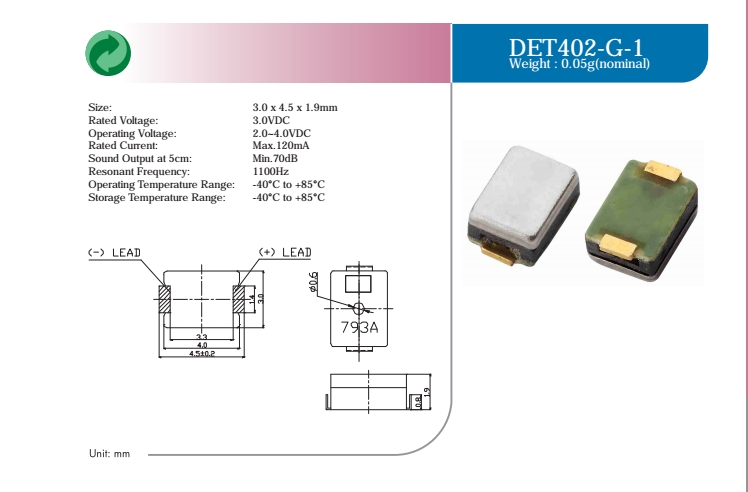 DET402-G-1
Weight : 0.05g(nominal)
Size: 3.0 x 4.5 x 1.9mm
Rated Voltage: 3.0VDC
Operating Voltage: 2.0~4.0VDC
Rated Current: Max.120mA
Sound Output at 5cm: Min.70dB
Resonant Frequency: 1100Hz
Operating Temperature Range: -40°C to +85°C
Storage Temperature Range: -40°C to +85°C
(-) LEAD (+) LEAD
ø0.6
1.4
3.0
793A
3.3
4.0
4.5±0.2
0.8
1.9
Unit: mm